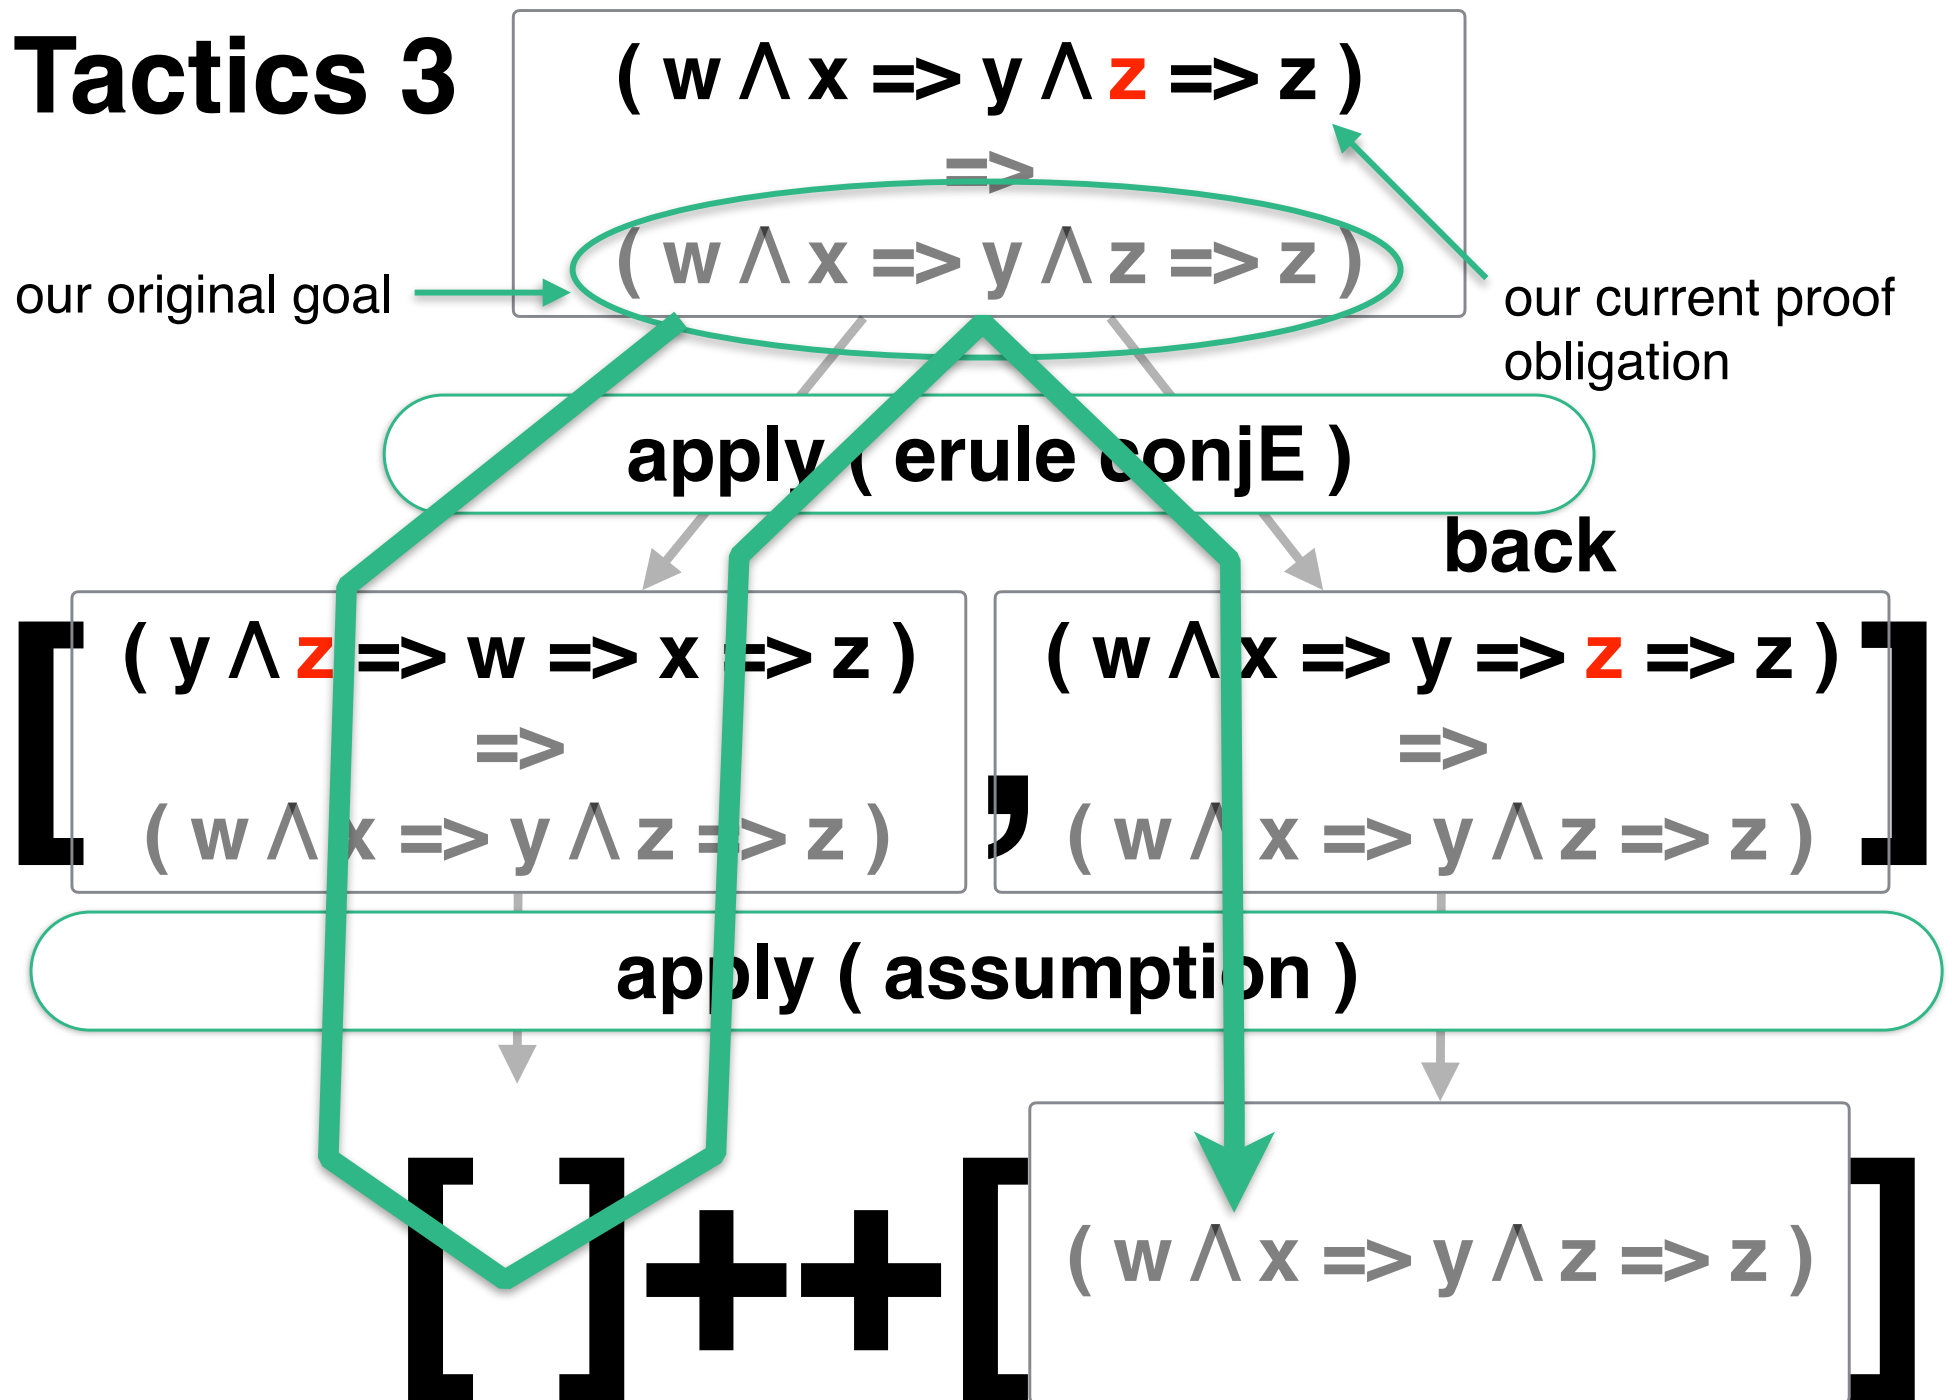 Tactics 3
( w ∧ x => y ∧ z => z )
=>
( w ∧ x => y ∧ z => z )
our original goal
our current proof
obligation
apply ( erule conjE )
back
[ ( y ∧ z => w => x => z )
=>
( w ∧ x => y ∧ z => z )
,
( w ∧ x => y => z => z ) ]
=>
( w ∧ x => y ∧ z => z )
apply ( assumption )
[ ] ++ [ ( w ∧ x => y ∧ z => z ) ]